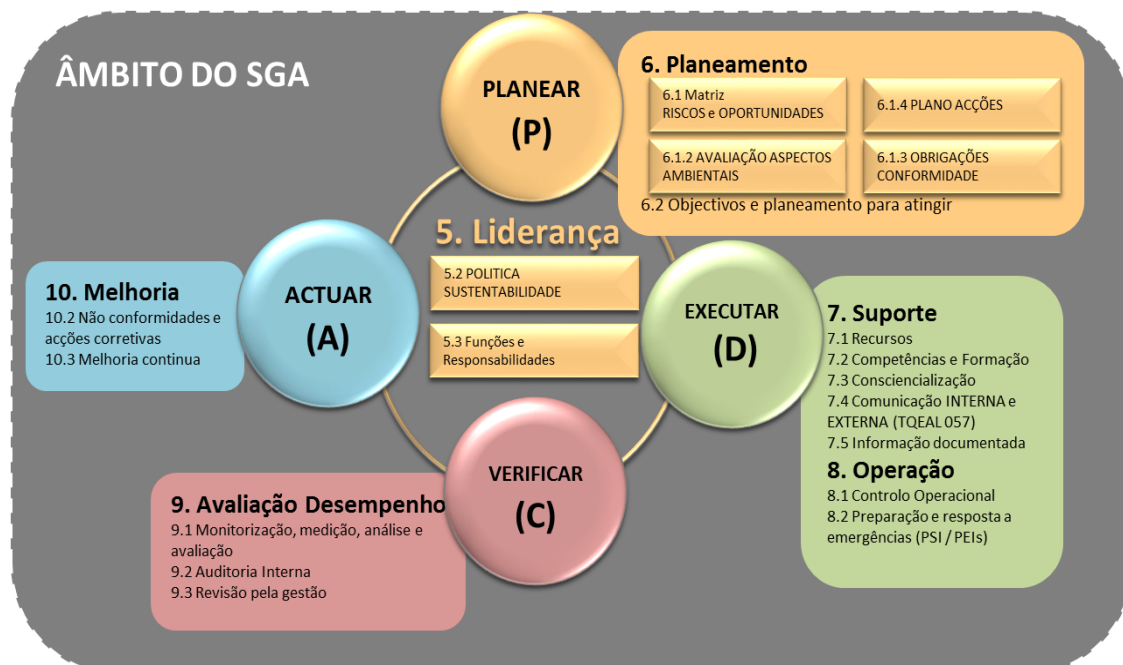 ÂMBITO DO SGA
PLANEAR
(P)
6. Planeamento
6.1 Matriz
RISCOS e OPORTUNIDADES
6.1.4 PLANO ACÇÕES
6.1.2 AVALIAÇÃO ASPECTOS
AMBIENTAIS
6.1.3 OBRIGAÇÕES
CONFORMIDADE
6.2 Objectivos e planeamento para atingir
5. Liderança
5.2 POLITICA
SUSTENTABILIDADE
5.3 Funções e
Responsabilidades
EXECUTAR
(D)
7. Suporte
7.1 Recursos
7.2 Competências e Formação
7.3 Consciencialização
7.4 Comunicação INTERNA e
EXTERNA (TQEAL 057)
7.5 Informação documentada
8. Operação
8.1 Controlo Operacional
8.2 Preparação e resposta a
emergências (PSI / PEIs)
VERIFICAR
(C)
9. Avaliação Desempenho
9.1 Monitorização, medição, análise e
avaliação
9.2 Auditoria Interna
9.3 Revisão pela gestão
ACTUAR
(A)
10. Melhoria
10.2 Não conformidades e
acções corretivas
10.3 Melhoria continua